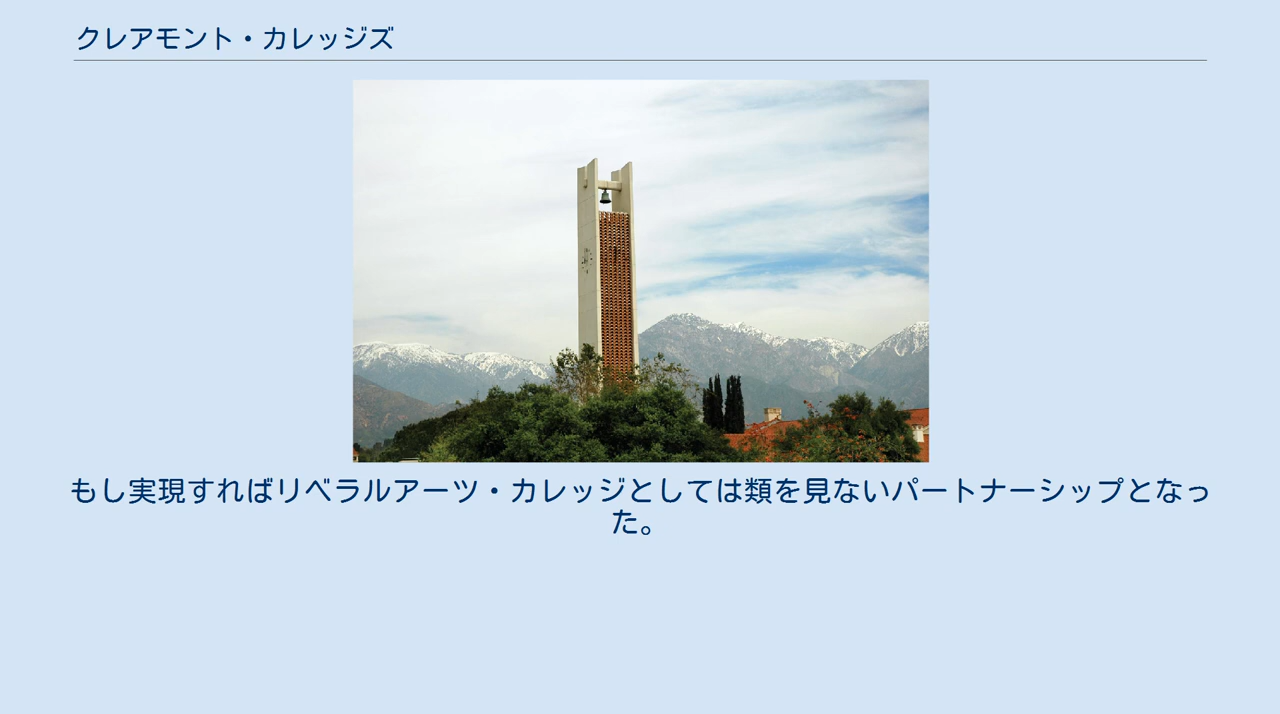 クレアモント・カレッジズ
もし実現すればリベラルアーツ・カレッジとしては類を見ないパートナーシップとなっ
た。